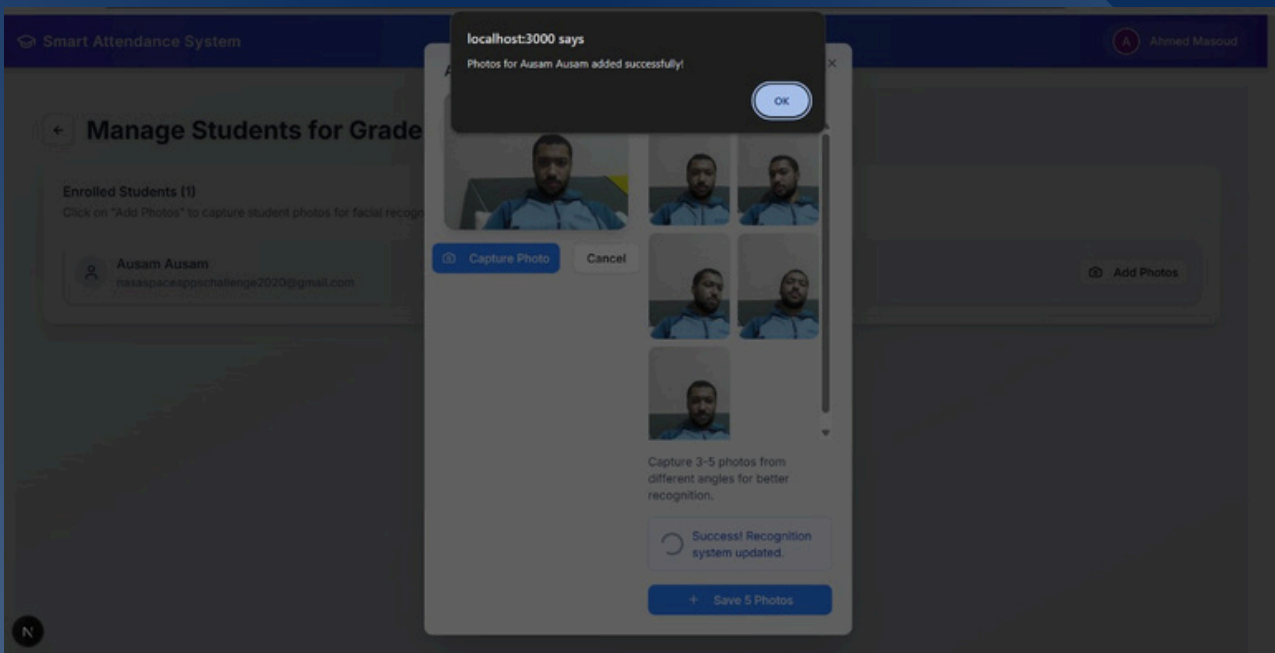 localhost:3000 says
Photos for Ausam Ausam added successfully!
OK
Smart Attendance System
A Ahmed Masoud
Manage Students for Grade
Enrolled Students (1)
Click on "Add Photos" to capture student photos for facial recogn
Ausam Ausam
nasaspaceappschallenge2020@gmail.com
Add Photos
Capture Photo
Cancel
Capture 3-5 photos from
different angles for better
recognition.
Success! Recognition
system updated.
+ Save 5 Photos
N